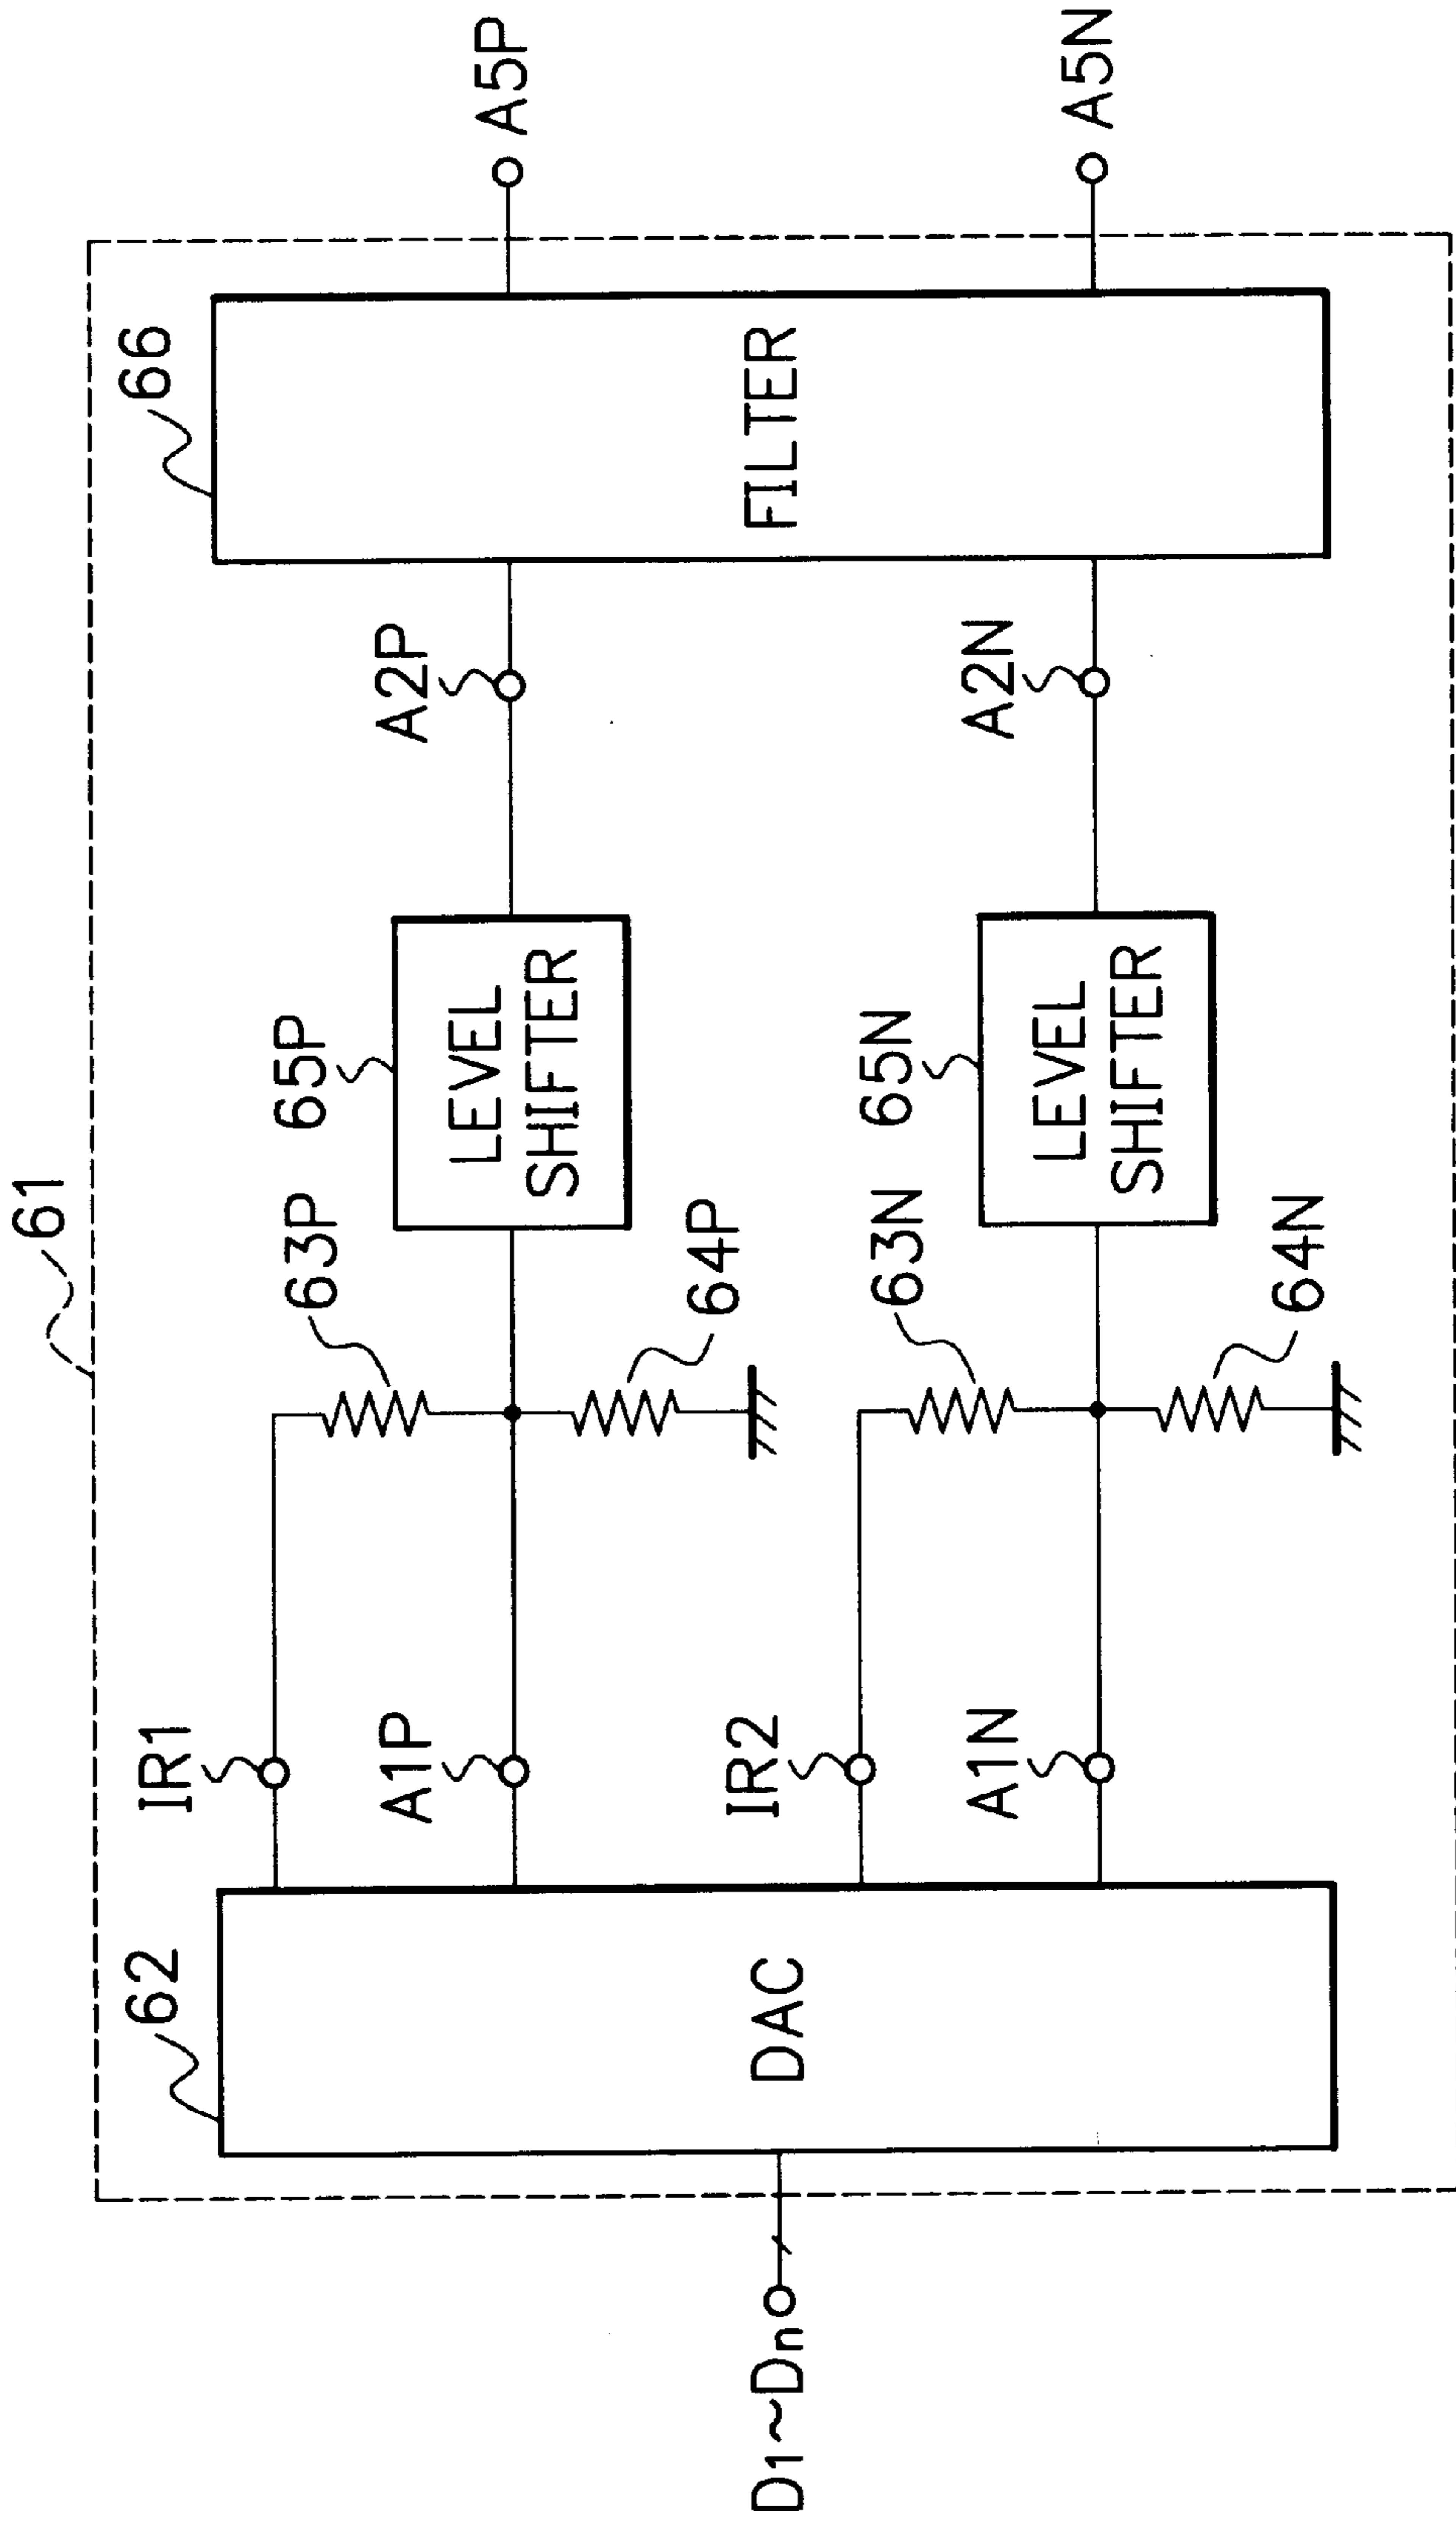 61
62
IR1
63P
65P
66
A1P
A2P
A5P
LEVEL
SHIFTER
64P
D1~Dn
DAC
FILTER
IR2
63N
65N
A1N
A2N
A5N
LEVEL
SHIFTER
64N